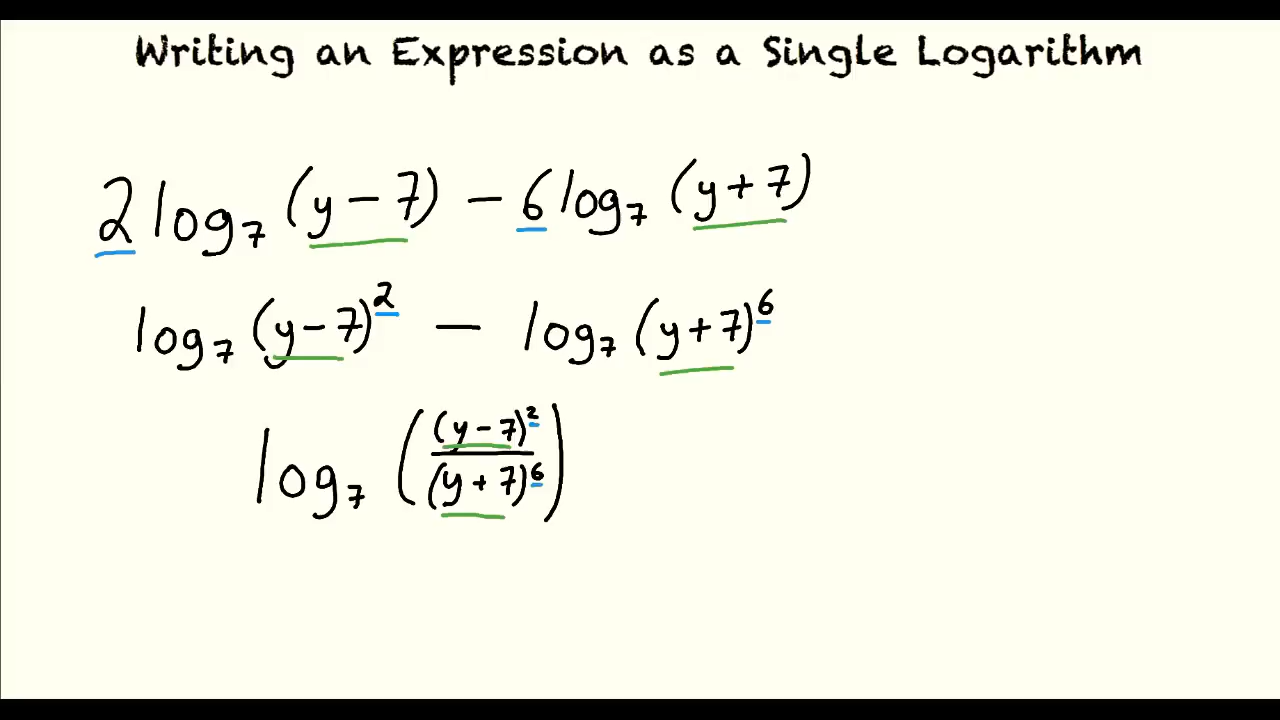 Writing an Expression as a Single Logarithm
2 log₇ (y − 7) − 6 log₇ (y + 7)
log₇ (y − 7)² − log₇ (y + 7)⁶
log₇ ( (y − 7)² / (y + 7)⁶ )